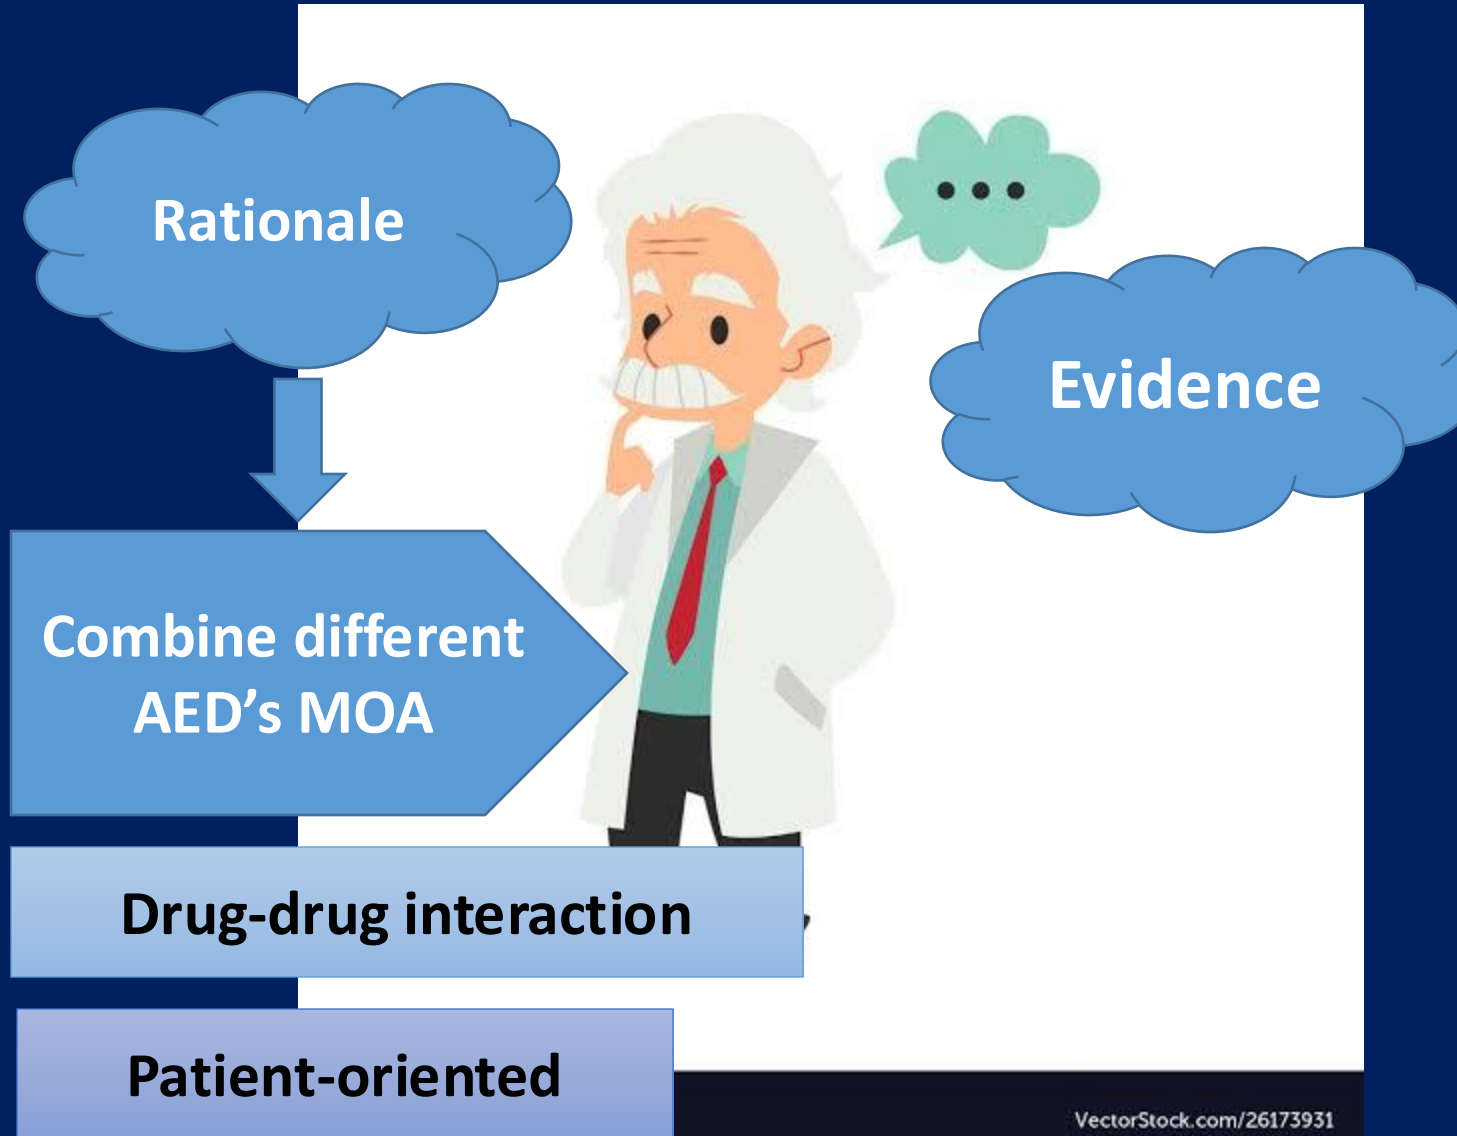 Rationale
Evidence
Combine different
AED’s MOA
Drug-drug interaction
Patient-oriented
VectorStock.com/26173931